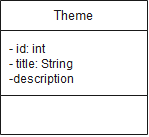 Theme
- id: int
- title: String
-description